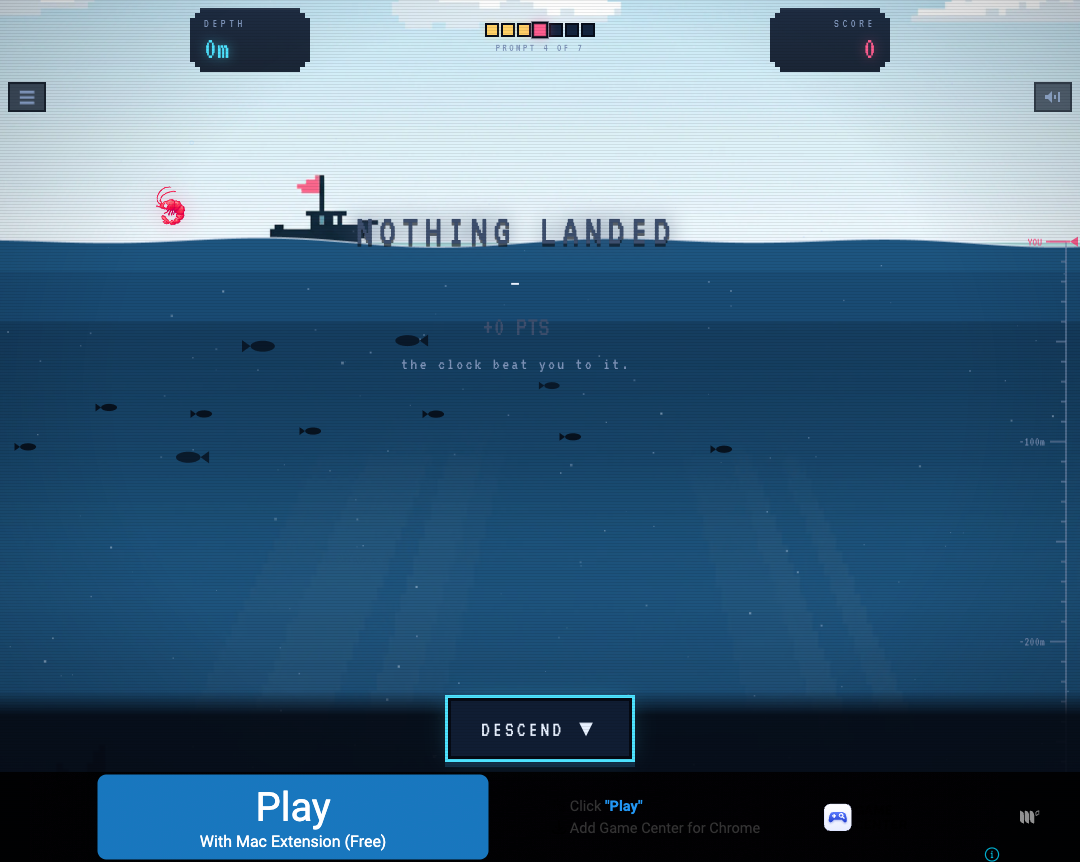 DEPTH
0m
PROMPT 4 OF 7
SCORE
0
NOTHING LANDED
YOU
–
+0 PTS
the clock beat you to it.
-100m
-200m
DESCEND ▼
Play
With Mac Extension (Free)
Click "Play"
Add Game Center for Chrome